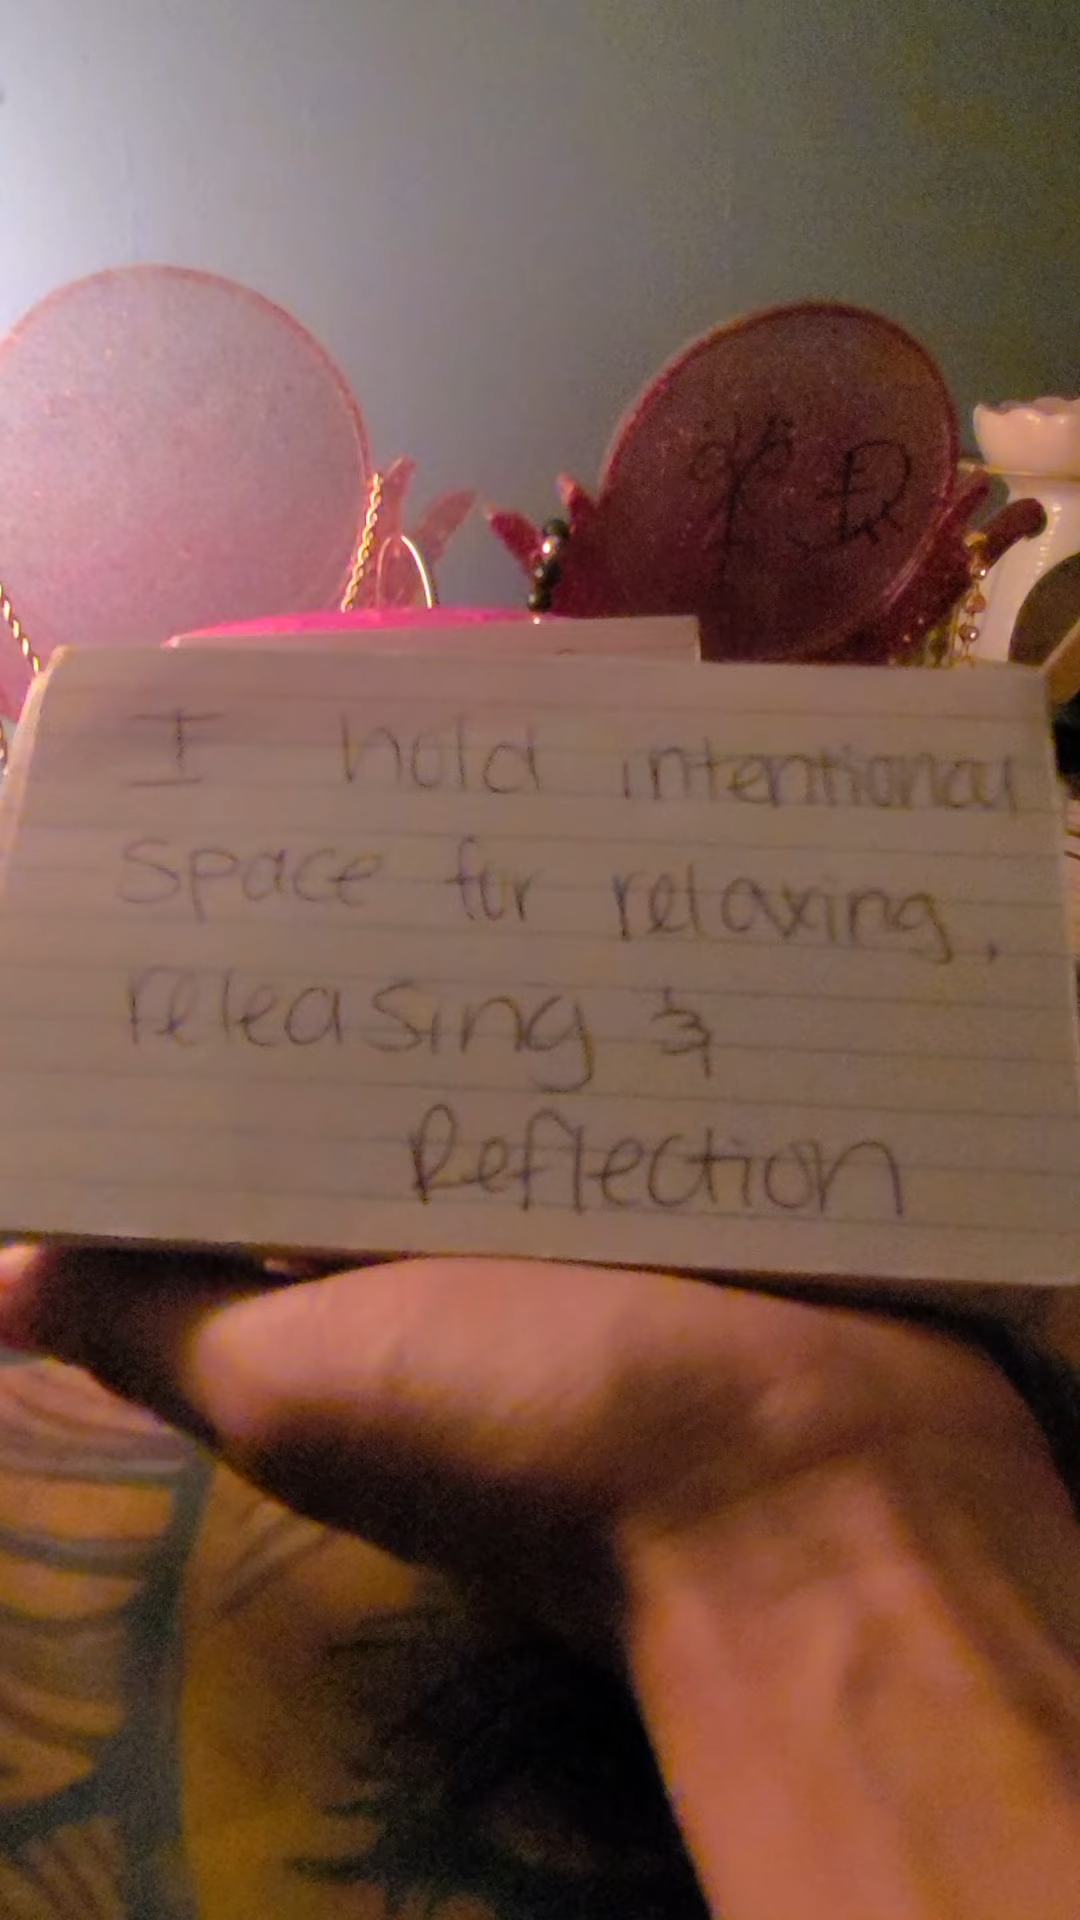 I hold intentional
Space for relaxing,
releasing &
Reflection